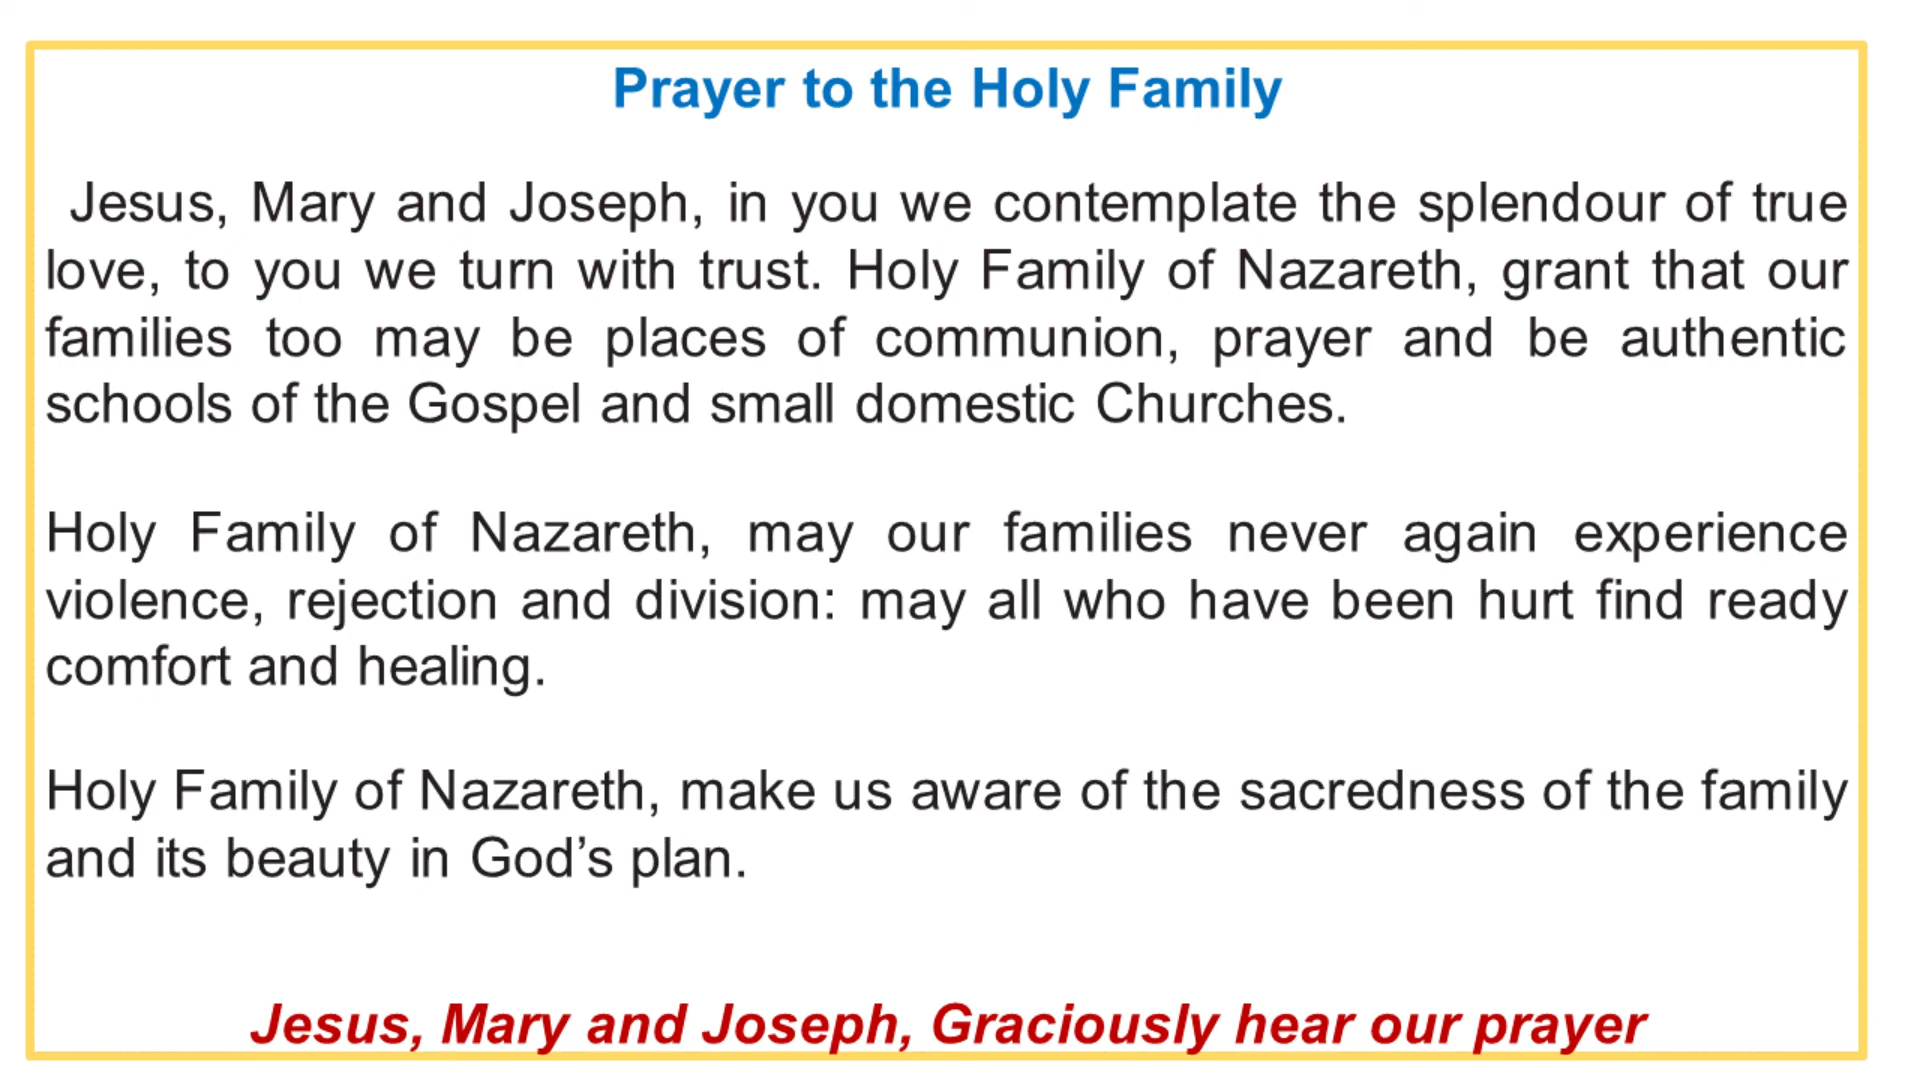 Prayer to the Holy Family
Jesus, Mary and Joseph, in you we contemplate the splendour of true
love, to you we turn with trust. Holy Family of Nazareth, grant that our
families too may be places of communion, prayer and be authentic
schools of the Gospel and small domestic Churches.
Holy Family of Nazareth, may our families never again experience
violence, rejection and division: may all who have been hurt find ready
comfort and healing.
Holy Family of Nazareth, make us aware of the sacredness of the family
and its beauty in God’s plan.
Jesus, Mary and Joseph, Graciously hear our prayer